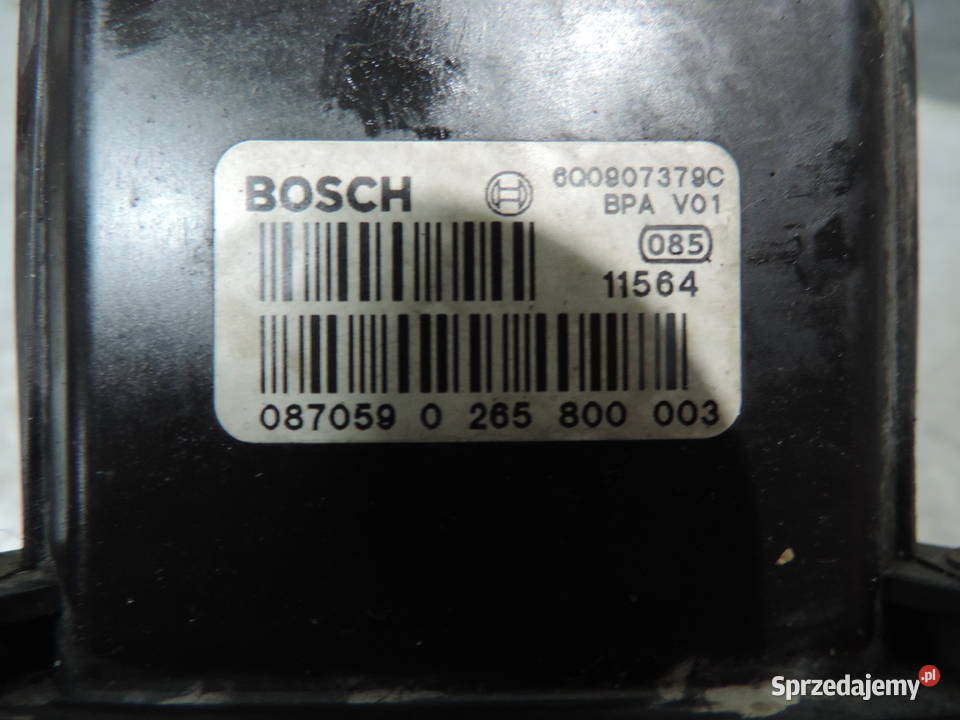 BOSCH
6Q0907379C
BPA V01
085
11564
087059 0 265 800 003
Sprzedajemy.pl